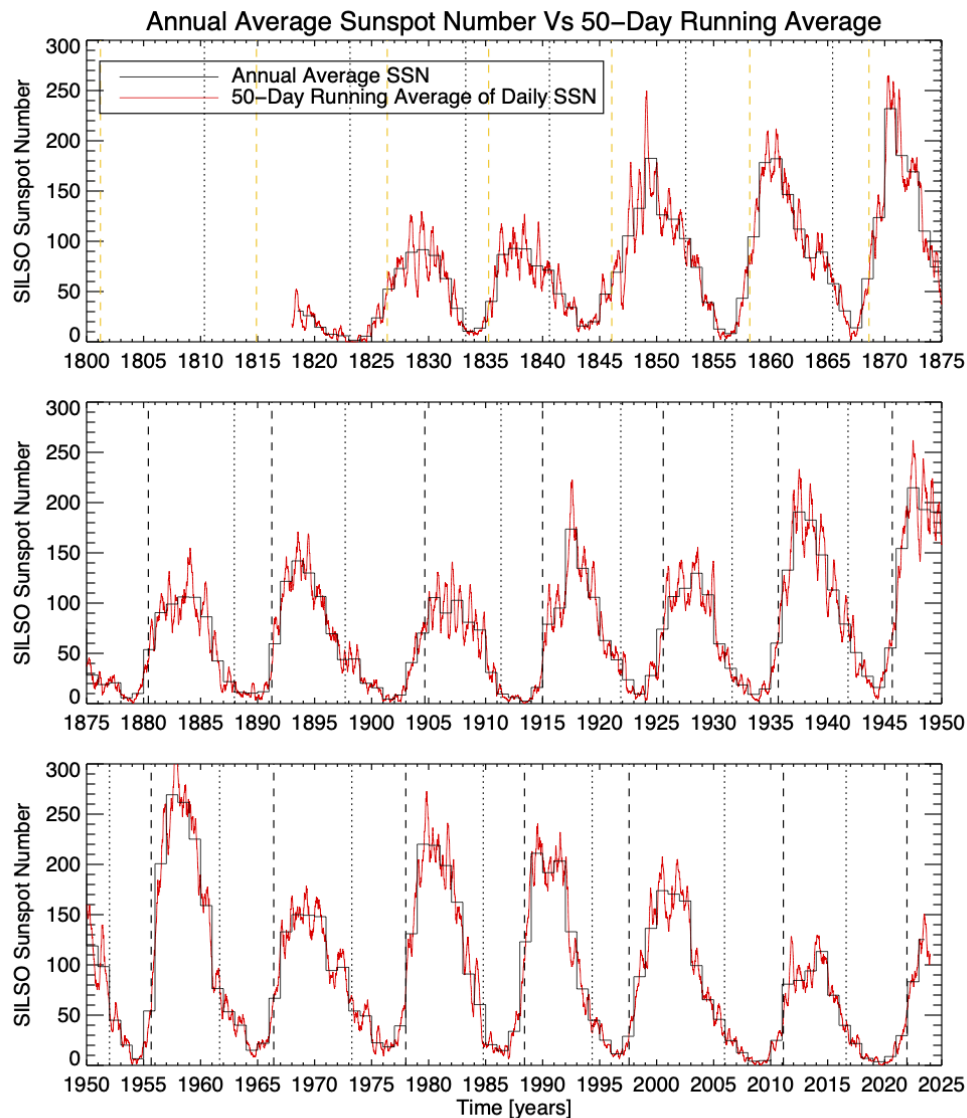 Annual Average Sunspot Number Vs 50-Day Running Average
300
250
200
150
100
50
0
SILSO Sunspot Number
Annual Average SSN
50-Day Running Average of Daily SSN
1800 1805 1810 1815 1820 1825 1830 1835 1840 1845 1850 1855 1860 1865 1870 1875
300
250
200
150
100
50
0
SILSO Sunspot Number
1875 1880 1885 1890 1895 1900 1905 1910 1915 1920 1925 1930 1935 1940 1945 1950
300
250
200
150
100
50
0
SILSO Sunspot Number
1950 1955 1960 1965 1970 1975 1980 1985 1990 1995 2000 2005 2010 2015 2020 2025
Time [years]